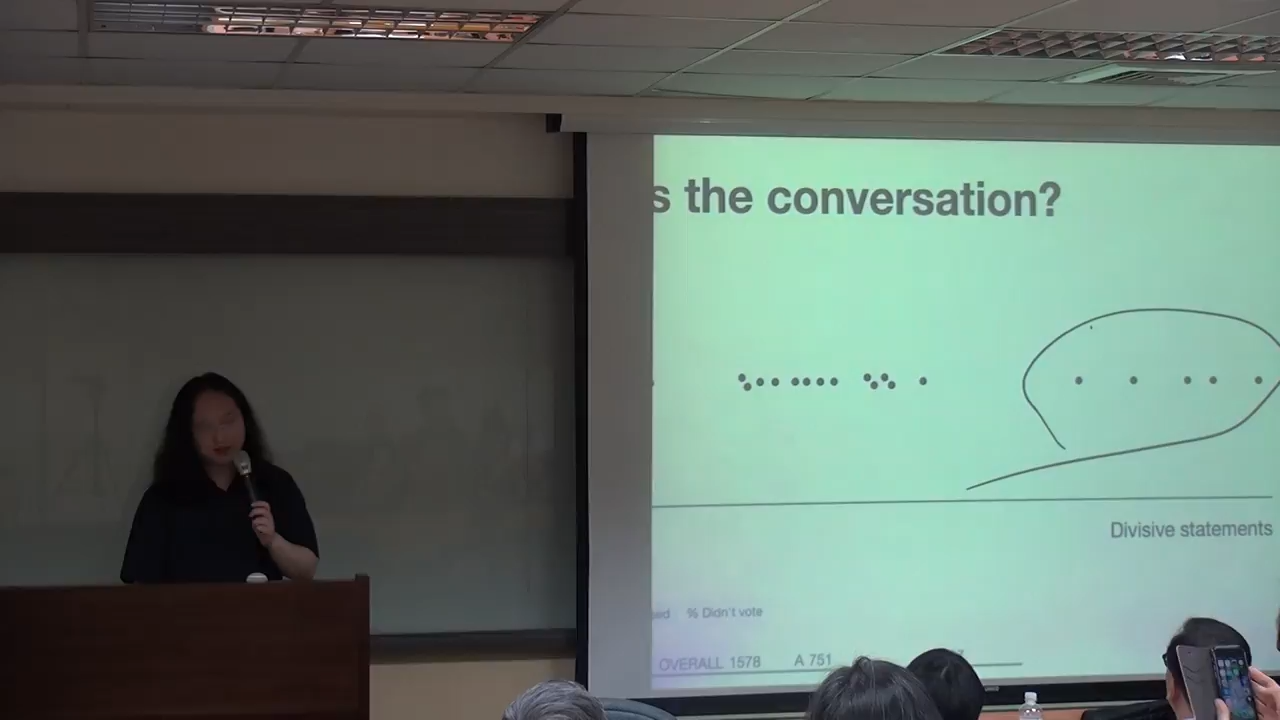 s the conversation?
Divisive statements
% Didn't vote
OVERALL 1578 A 751